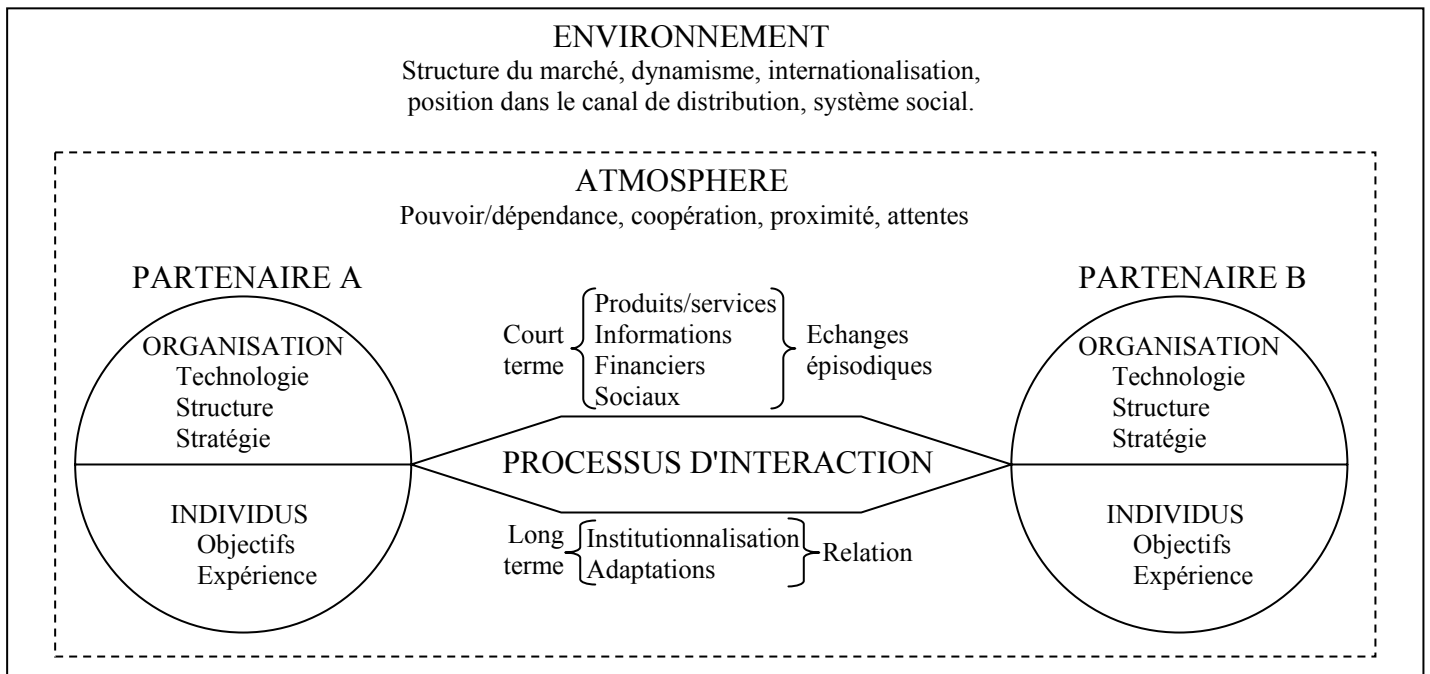 ENVIRONNEMENT
Structure du marché, dynamisme, internationalisation,
position dans le canal de distribution, système social.
ATMOSPHERE
Pouvoir/dépendance, coopération, proximité, attentes
PARTENAIRE A
ORGANISATION
Technologie
Structure
Stratégie
INDIVIDUS
Objectifs
Expérience
Court
terme
Produits/services
Informations
Financiers
Sociaux
Echanges
épisodiques
PROCESSUS D'INTERACTION
Long
terme
Institutionnalisation
Adaptations
Relation
PARTENAIRE B
ORGANISATION
Technologie
Structure
Stratégie
INDIVIDUS
Objectifs
Expérience